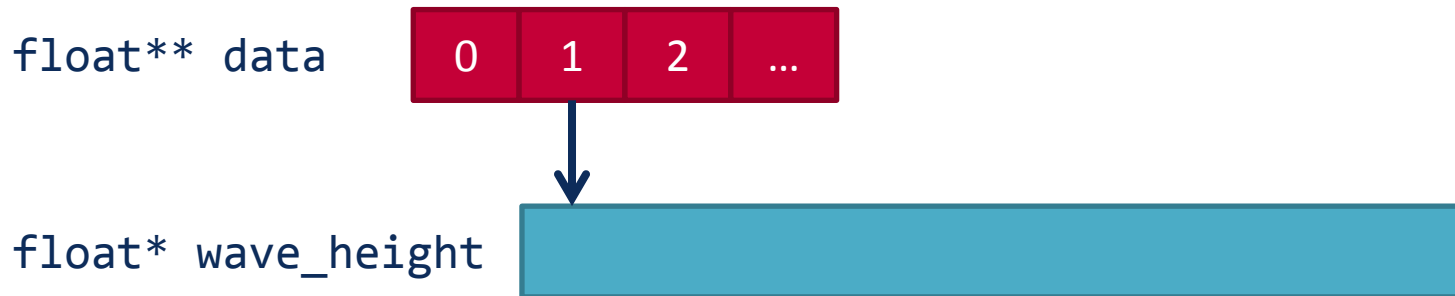 float** data 0 1 2 …
float* wave_height